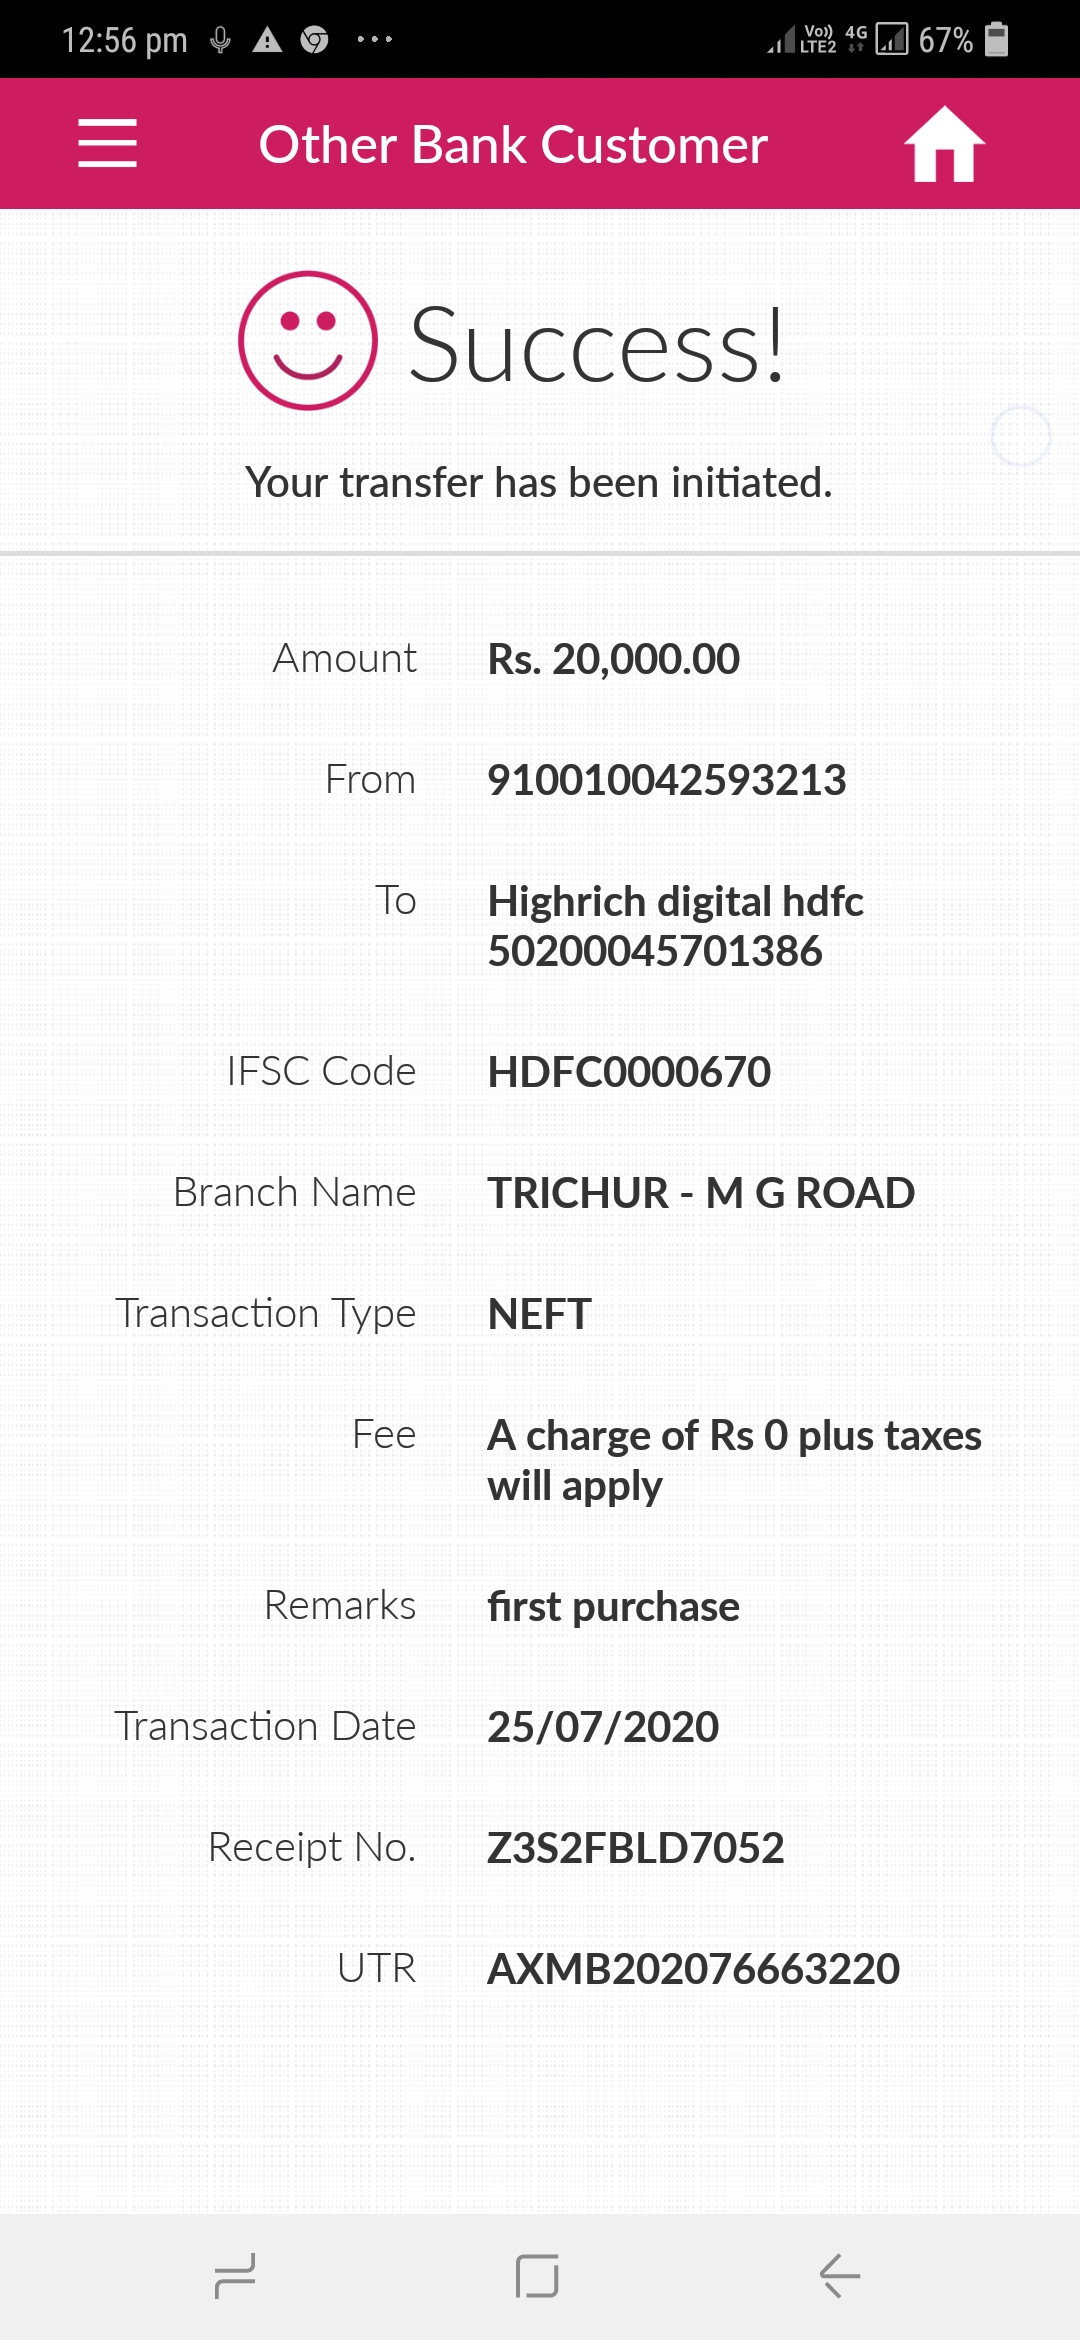 12:56 pm
Vo)) LTE2 4G 67%
Other Bank Customer
Success!
Your transfer has been initiated.
Amount Rs. 20,000.00
From 910010042593213
To Highrich digital hdfc
50200045701386
IFSC Code HDFC0000670
Branch Name TRICHUR - M G ROAD
Transaction Type NEFT
Fee A charge of Rs 0 plus taxes
will apply
Remarks first purchase
Transaction Date 25/07/2020
Receipt No. Z3S2FBLD7052
UTR AXMB202076663220